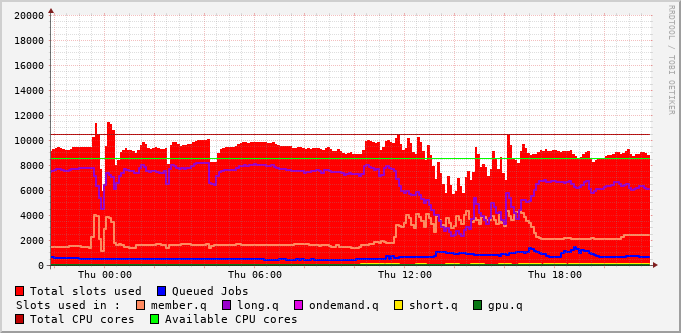 20000
18000
16000
14000
12000
10000
8000
6000
4000
2000
0
Thu 00:00 Thu 06:00 Thu 12:00 Thu 18:00
RRDTOOL / TOBI OETIKER
Total slots used Queued Jobs
Slots used in : member.q long.q ondemand.q short.q gpu.q
Total CPU cores Available CPU cores